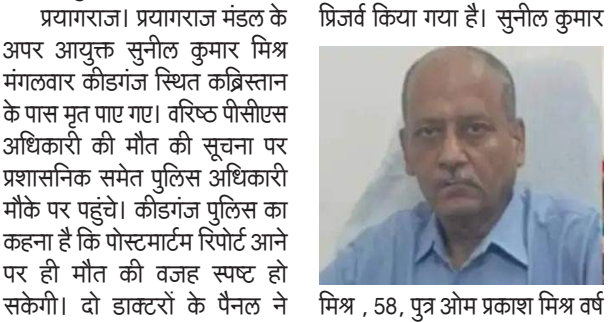 प्रयागराज। प्रयागराज मंडल के
अपर आयुक्त सुनील कुमार मिश्र
मंगलवार कीडगंज स्थित कब्रिस्तान
के पास मृत पाए गए। वरिष्ठ पीसीएस
अधिकारी की मौत की सूचना पर
प्रशासनिक समेत पुलिस अधिकारी
मौके पर पहुंचे। कीडगंज पुलिस का
कहना है कि पोस्टमार्टम रिपोर्ट आने
पर ही मौत की वजह स्पष्ट हो
सकेगी। दो डाक्टरों के पैनल ने
प्रिजर्व किया गया है। सुनील कुमार
मिश्र , 58, पुत्र ओम प्रकाश मिश्र वर्ष